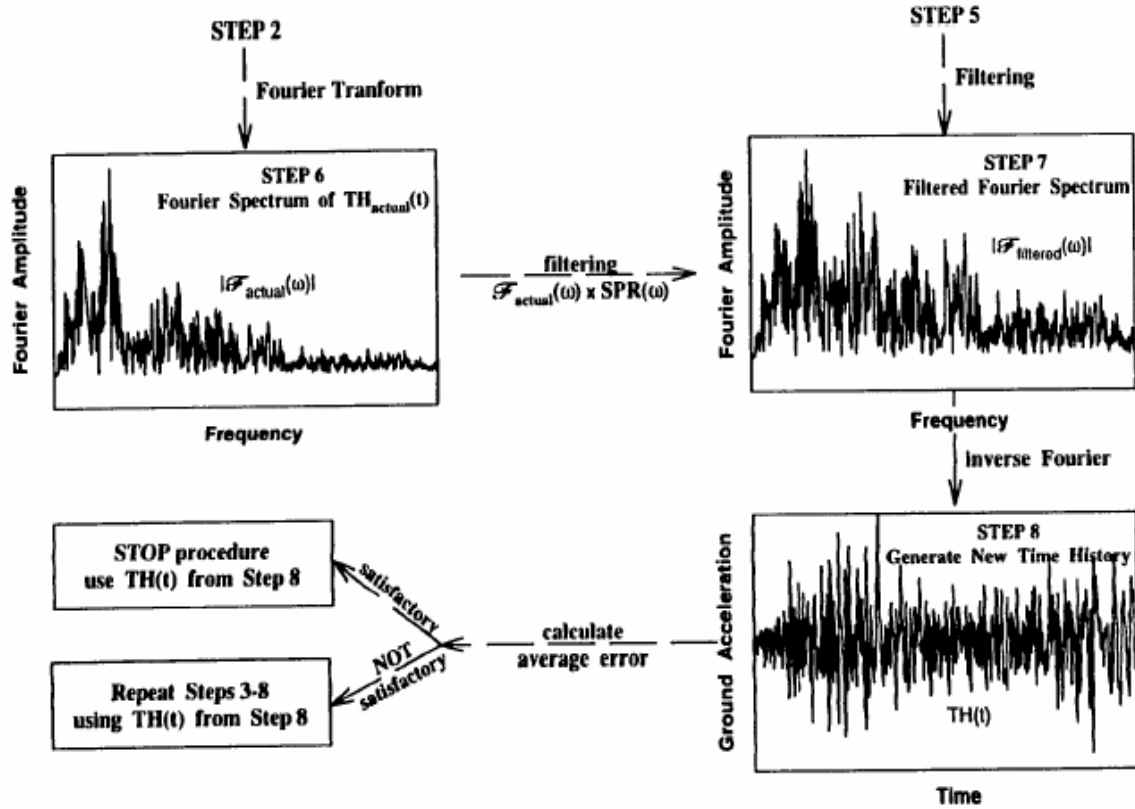 STEP 2
Fourier Tranform
STEP 5
Filtering
Fourier Amplitude
STEP 6
Fourier Spectrum of TH_actual(t)
|ℱ_actual(ω)|
Frequency
filtering
ℱ_actual(ω) x SPR(ω)
Fourier Amplitude
STEP 7
Filtered Fourier Spectrum
|ℱ_filtered(ω)|
Frequency
inverse Fourier
Ground Acceleration
STEP 8
Generate New Time History
TH(t)
Time
calculate
average error
satisfactory
NOT
satisfactory
STOP procedure
use TH(t) from Step 8
Repeat Steps 3-8
using TH(t) from Step 8